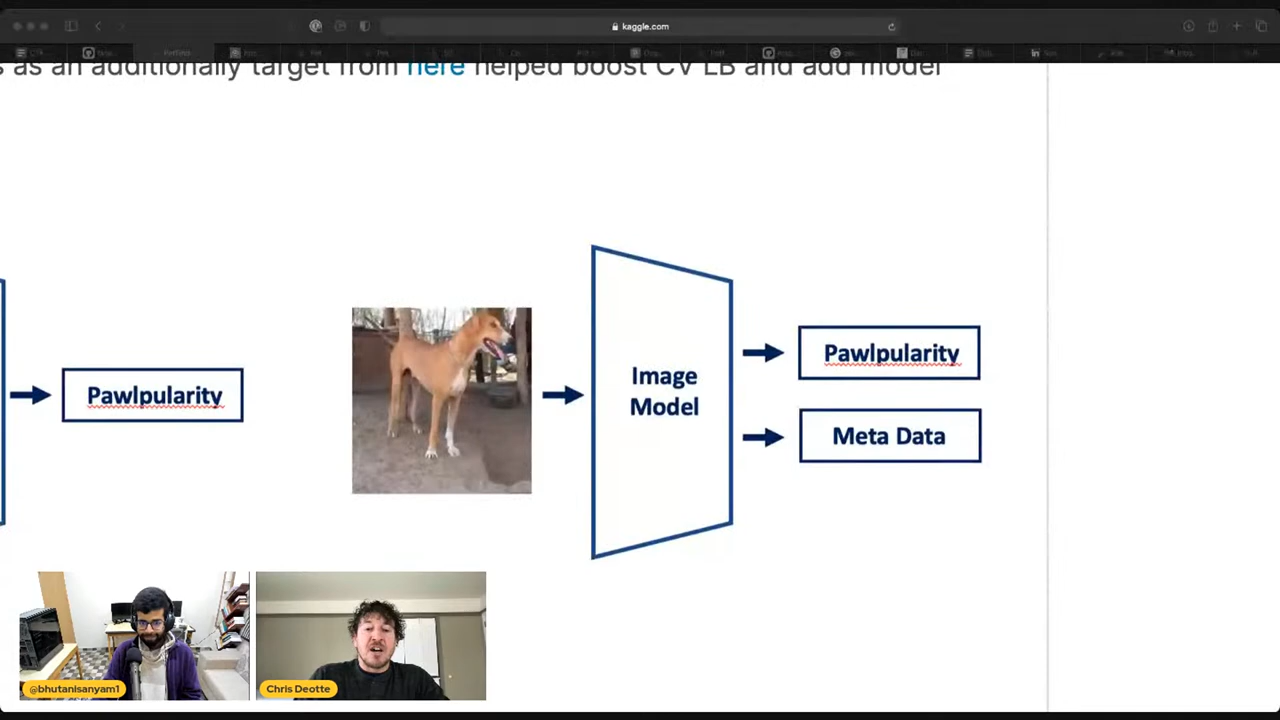 kaggle.com
s as an additionally target from here helped boost CV LB and add model
Pawlpularity
Image
Model
Pawlpularity
Meta Data
@bhutanisanyam1
Chris Deotte